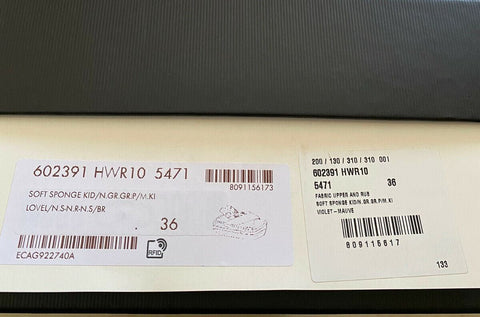 602391 HWR10 5471
8091156173
SOFT SPONGE KID/N.GR.GR.P/M.KI
LOVEL/N.S-N.R-N.S/BR
. 36
ECAG922740A
RFID
200 / 130 / 310 / 310 001
602391 HWR10
5471 36
FABRIC UPPER AND RUB
SOFT SPONGE KID/N.GR.GR.P/M.KI
VIOLET-MAUVE
809115617
133